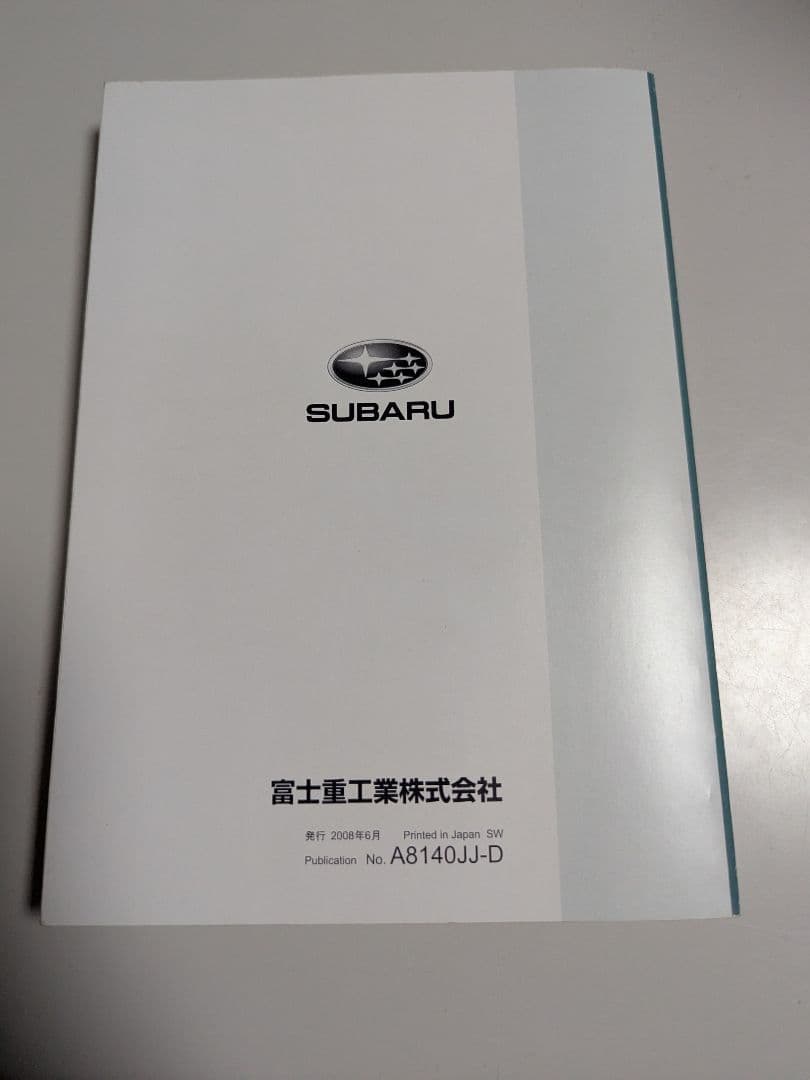 SUBARU
富士重工業株式会社
発行 2008年6月 Printed in Japan SW
Publication No. A8140JJ-D